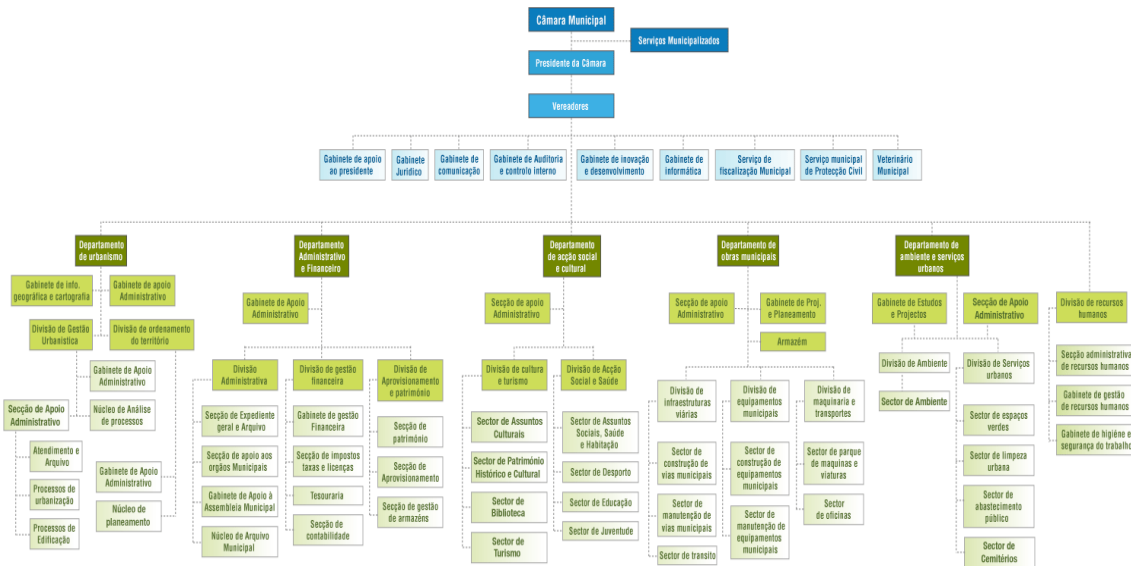 Câmara Municipal
Serviços Municipalizados
Presidente da Câmara
Vereadores
Gabinete de apoio
ao presidente
Gabinete
Jurídico
Gabinete de
comunicação
Gabinete de Auditoria
e controlo interno
Gabinete de inovação
e desenvolvimento
Gabinete de
informática
Serviço de
fiscalização Municipal
Serviço municipal
de Protecção Civil
Veterinário
Municipal
Departamento
de urbanismo
Gabinete de info.
geográfica e cartografia
Gabinete de apoio
Administrativo
Divisão de Gestão
Urbanística
Divisão de ordenamento
do território
Gabinete de Apoio
Administrativo
Secção de Apoio
Administrativo
Núcleo de Análise
de processos
Atendimento e
Arquivo
Processos de
urbanização
Processos de
Edificação
Gabinete de Apoio
Administrativo
Núcleo de
planeamento
Departamento
Administrativo
e Financeiro
Gabinete de Apoio
Administrativo
Divisão
Administrativa
Secção de Expediente
geral e Arquivo
Secção de apoio aos
orgãos Municipais
Gabinete de Apoio à
Assembleia Municipal
Núcleo de Arquivo
Municipal
Divisão de gestão
financeira
Gabinete de gestão
Financeira
Secção de impostos
taxas e licenças
Tesouraria
Secção de
contabilidade
Divisão de
Aprovisionamento
e património
Secção de
património
Secção de
Aprovisionamento
Secção de gestão
de armazéns
Departamento
de acção social
e cultural
Secção de apoio
Administrativo
Divisão de cultura
e turismo
Sector de Assuntos
Culturais
Sector de Património
Histórico e Cultural
Sector de
Biblioteca
Sector de
Turismo
Divisão de Acção
Social e Saúde
Sector de Assuntos
Sociais, Saúde
e Habitação
Sector de Desporto
Sector de Educação
Sector de Juventude
Departamento de
obras municipais
Secção de apoio
Administrativo
Gabinete de Proj.
e Planeamento
Armazém
Divisão de
infraestruturas
viárias
Sector de
construção de
vias municipais
Sector de
manutenção de
vias municipais
Sector de transito
Divisão de
equipamentos
municipais
Sector de
construção de
equipamentos
municipais
Sector de
manutenção de
equipamentos
municipais
Divisão de
maquinaria e
transportes
Sector de parque
de maquinas e
viaturas
Sector
de oficinas
Departamento de
ambiente e serviços
urbanos
Gabinete de Estudos
e Projectos
Secção de Apoio
Administrativo
Divisão de Ambiente
Sector de Ambiente
Divisão de Serviços
urbanos
Sector de espaços
verdes
Sector de limpeza
urbana
Sector de
abastecimento
público
Sector de
Cemitérios
Divisão de recursos
humanos
Secção administrativa
de recursos humanos
Gabinete de gestão
de recursos humanos
Gabinete de higiéne e
segurança do trabalho